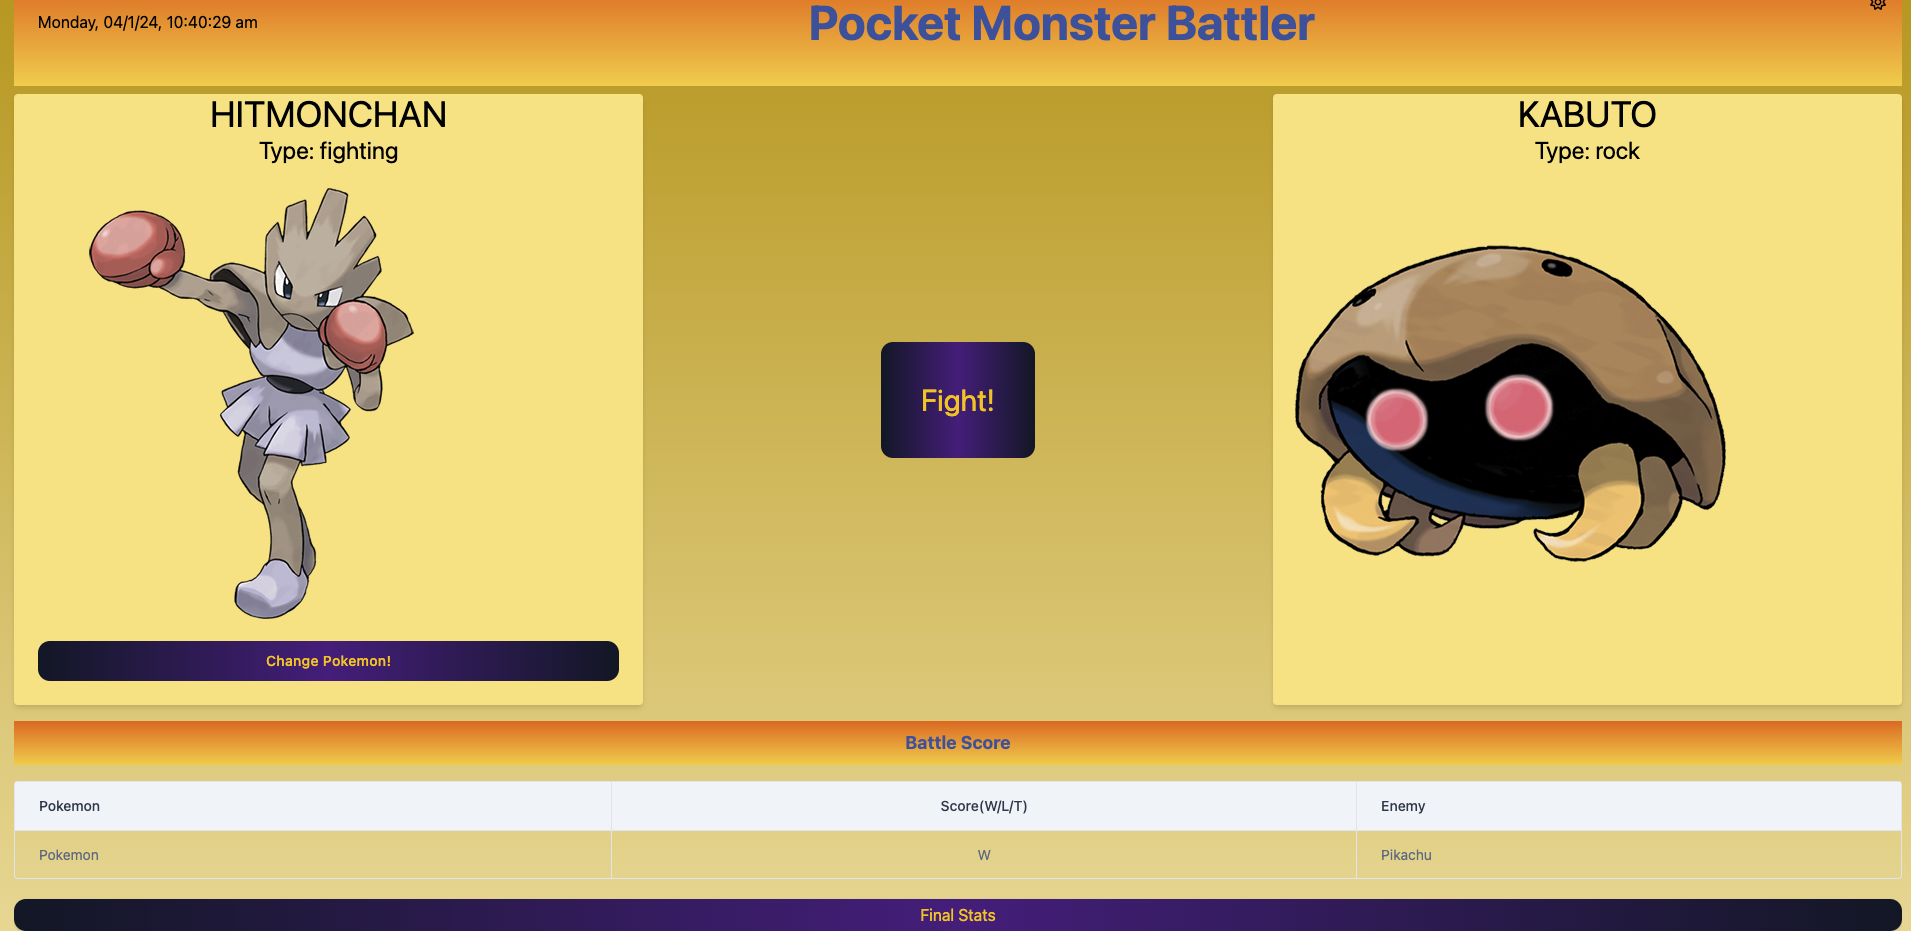 Monday, 04/1/24, 10:40:29 am
Pocket Monster Battler
HITMONCHAN
Type: fighting
Change Pokemon!
Fight!
KABUTO
Type: rock
Battle Score
Pokemon Score(W/L/T) Enemy
Pokemon W Pikachu
Final Stats